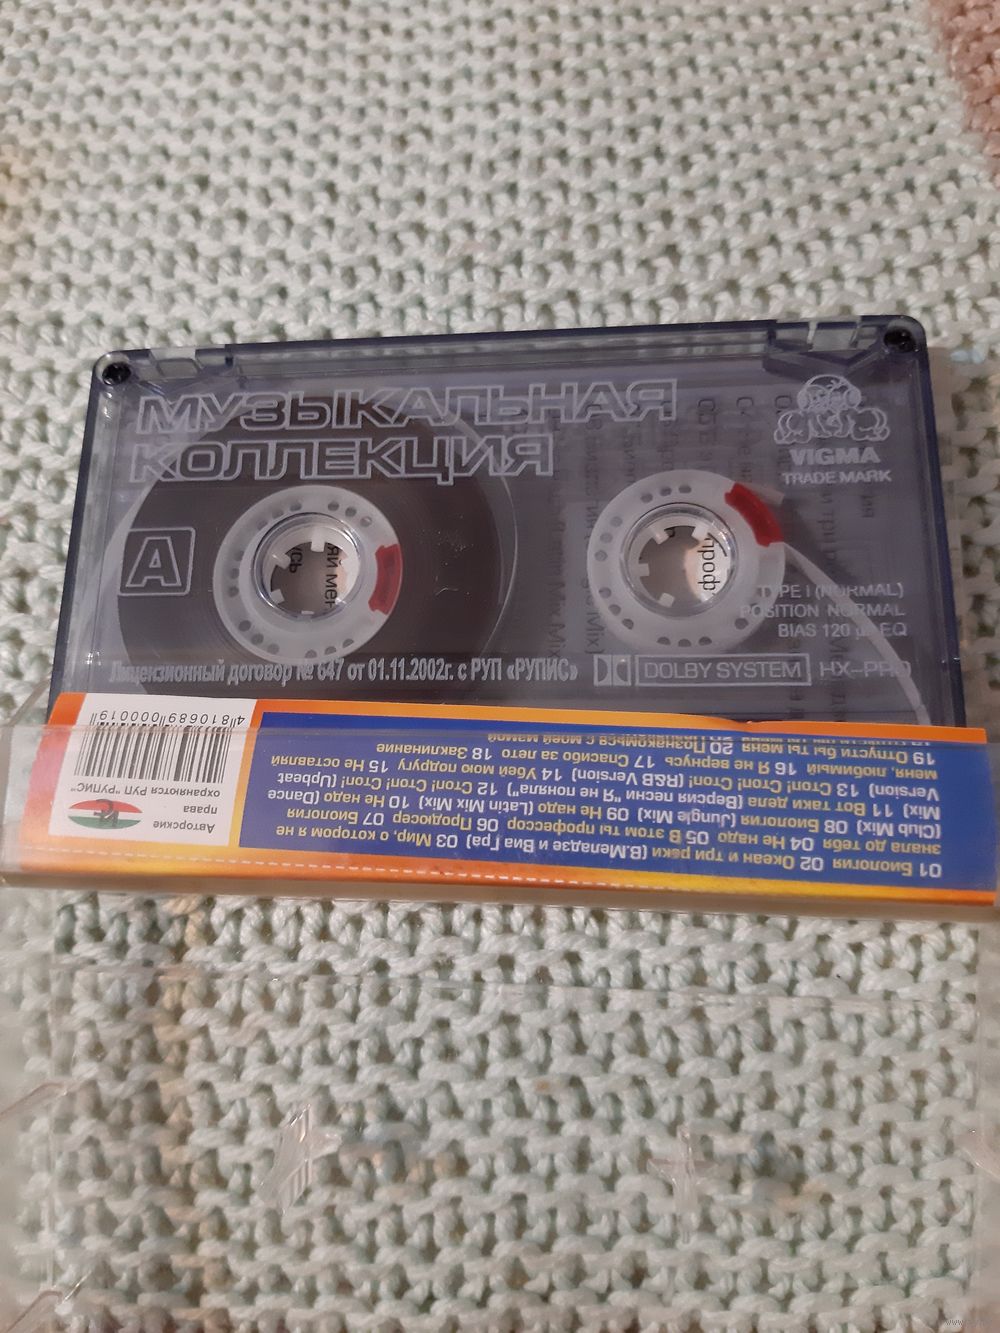 МУЗЫКАЛЬНАЯ
КОЛЛЕКЦИЯ
VIGMA
TRADE MARK
A
TYPE I (NORMAL)
POSITION NORMAL
BIAS 120 µs EQ
Лицензионный договор № 647 от 01.11.2002г. с РУП «РУПИС»
DOLBY SYSTEM HX-PRO
проф
01 Биология 02 Океан и три реки (В.Меладзе и Виа Гра) 03 Мир, о котором я не
знала до тебя 04 Не надо 05 В этом ты профессор 06 Продюсер 07 Биология
(Club Mix) 08 Биология (Jungle Mix) 09 Не надо (Latin Mix Mix) 10 Не надо (Dance
Mix) 11 Вот таки дела (Версия песни "Я не поняла") 12 Стоп! Стоп! Стоп! (Upbeat
Version) 13 Стоп! Стоп! Стоп! (R&B Version) 14 Убей мою подругу 15 Не оставляй
меня, любимый 16 Я не вернусь 17 Спасибо за лето 18 Заклинание
19 Отпусти бы ты меня 20 Познакомься с моей мамой
Авторские
права
охраняются РУП "РУПИС"
4 810689 000019